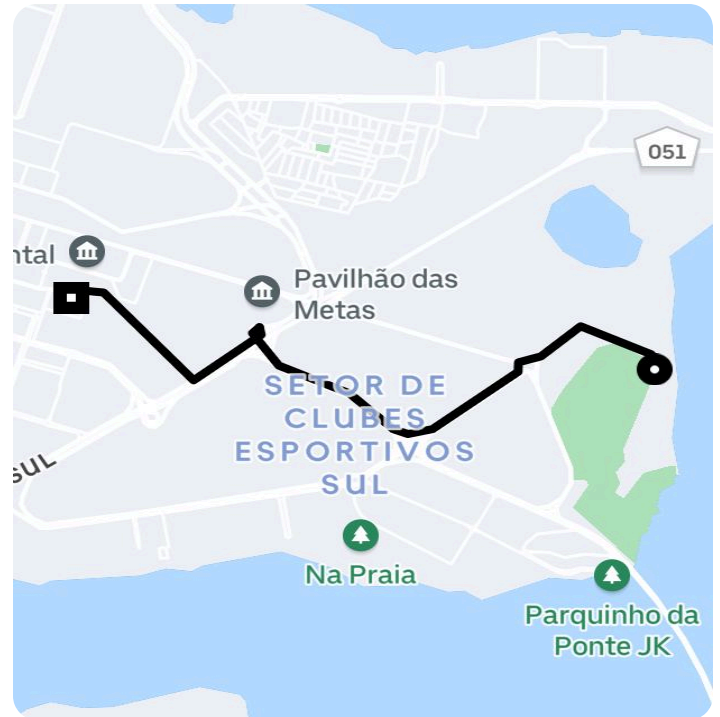 051
ntal
Pavilhão das
Metas
SETOR DE
CLUBES
ESPORTIVOS
SUL
SUL
Na Praia
Parquinho da
Ponte JK